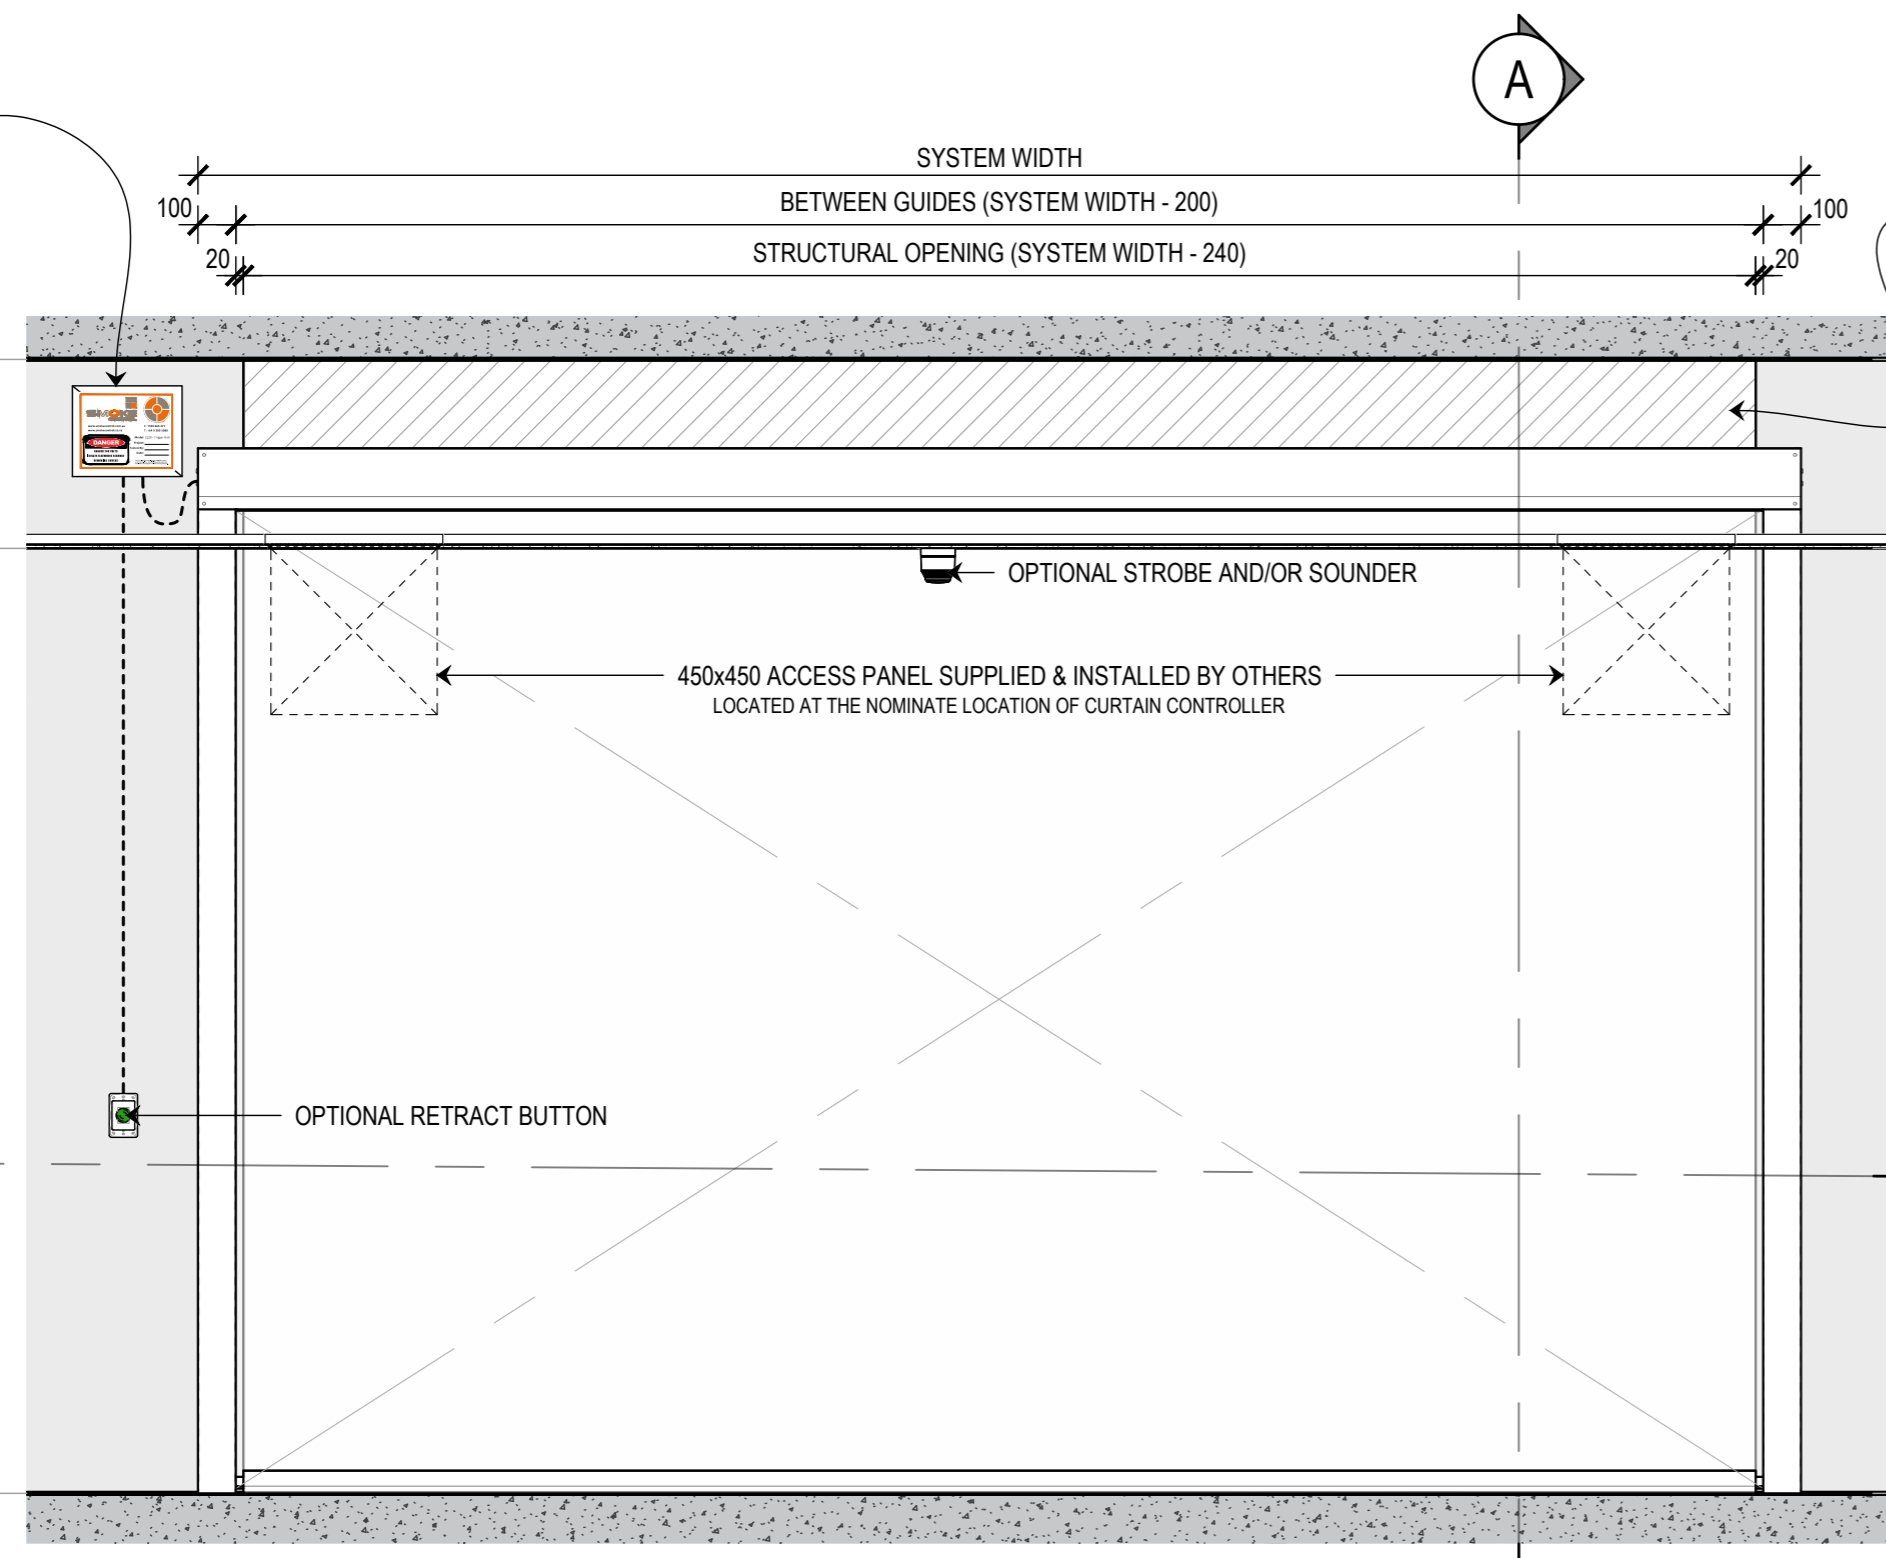 A
SYSTEM WIDTH
BETWEEN GUIDES (SYSTEM WIDTH - 200)
100
100
STRUCTURAL OPENING (SYSTEM WIDTH - 240)
20
20
SMOKE
DANGER
OPTIONAL STROBE AND/OR SOUNDER
450x450 ACCESS PANEL SUPPLIED & INSTALLED BY OTHERS
LOCATED AT THE NOMINATE LOCATION OF CURTAIN CONTROLLER
OPTIONAL RETRACT BUTTON